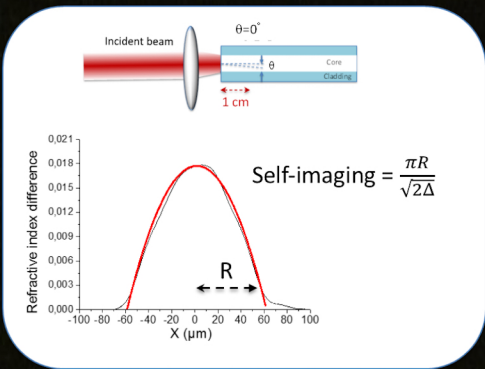 θ=0°
Incident beam
Core
θ
Cladding
1 cm
0,021
0,018
0,015
0,012
0,009
0,006
0,003
0,000
Refractive index difference
Self-imaging = πR/√2Δ
R
-100 -80 -60 -40 -20 0 20 40 60 80 100
X (μm)